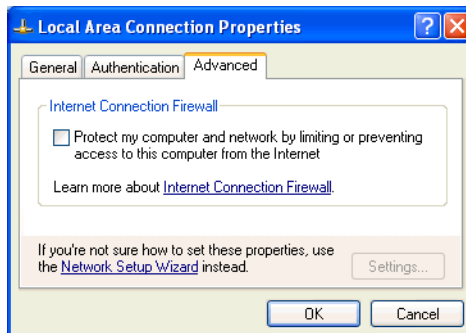 Local Area Connection Properties
General Authentication Advanced
Internet Connection Firewall
Protect my computer and network by limiting or preventing
access to this computer from the Internet
Learn more about Internet Connection Firewall.
If you're not sure how to set these properties, use
the Network Setup Wizard instead.
Settings...
OK Cancel